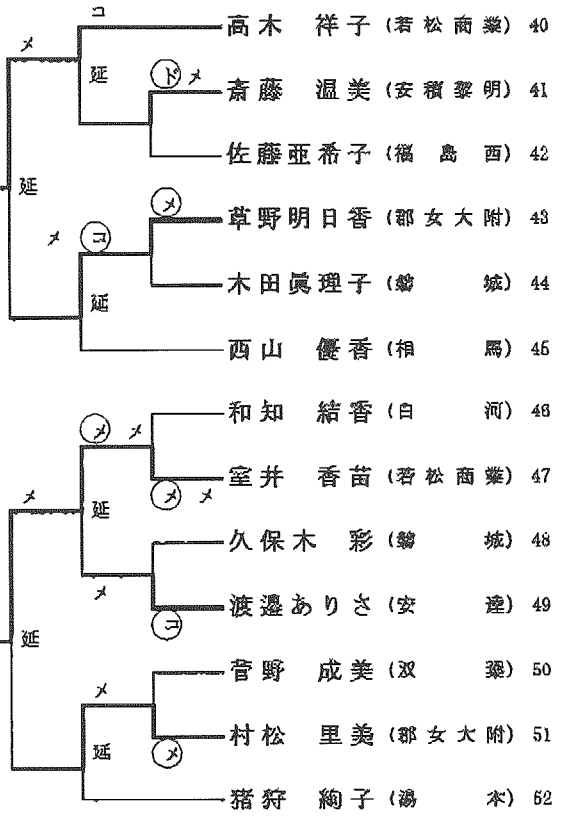 コ
高木 祥子 (若松商業) 40
メ
延
ド メ
斎藤 温美 (安積黎明) 41
佐藤亜希子 (福島西) 42
延
メ
草野明日香 (郡女大附) 43
メ コ
木田眞理子 (磐城) 44
延
西山 優香 (相馬) 45
和知 結香 (白河) 46
メ メ
室井 香苗 (若松商業) 47
メ メ
メ
延
久保木 彩 (磐城) 48
メ
渡邉ありさ (安達) 49
コ
延
菅野 成美 (双葉) 50
メ
村松 里美 (郡女大附) 51
延
メ
猪狩 絢子 (湯本) 52